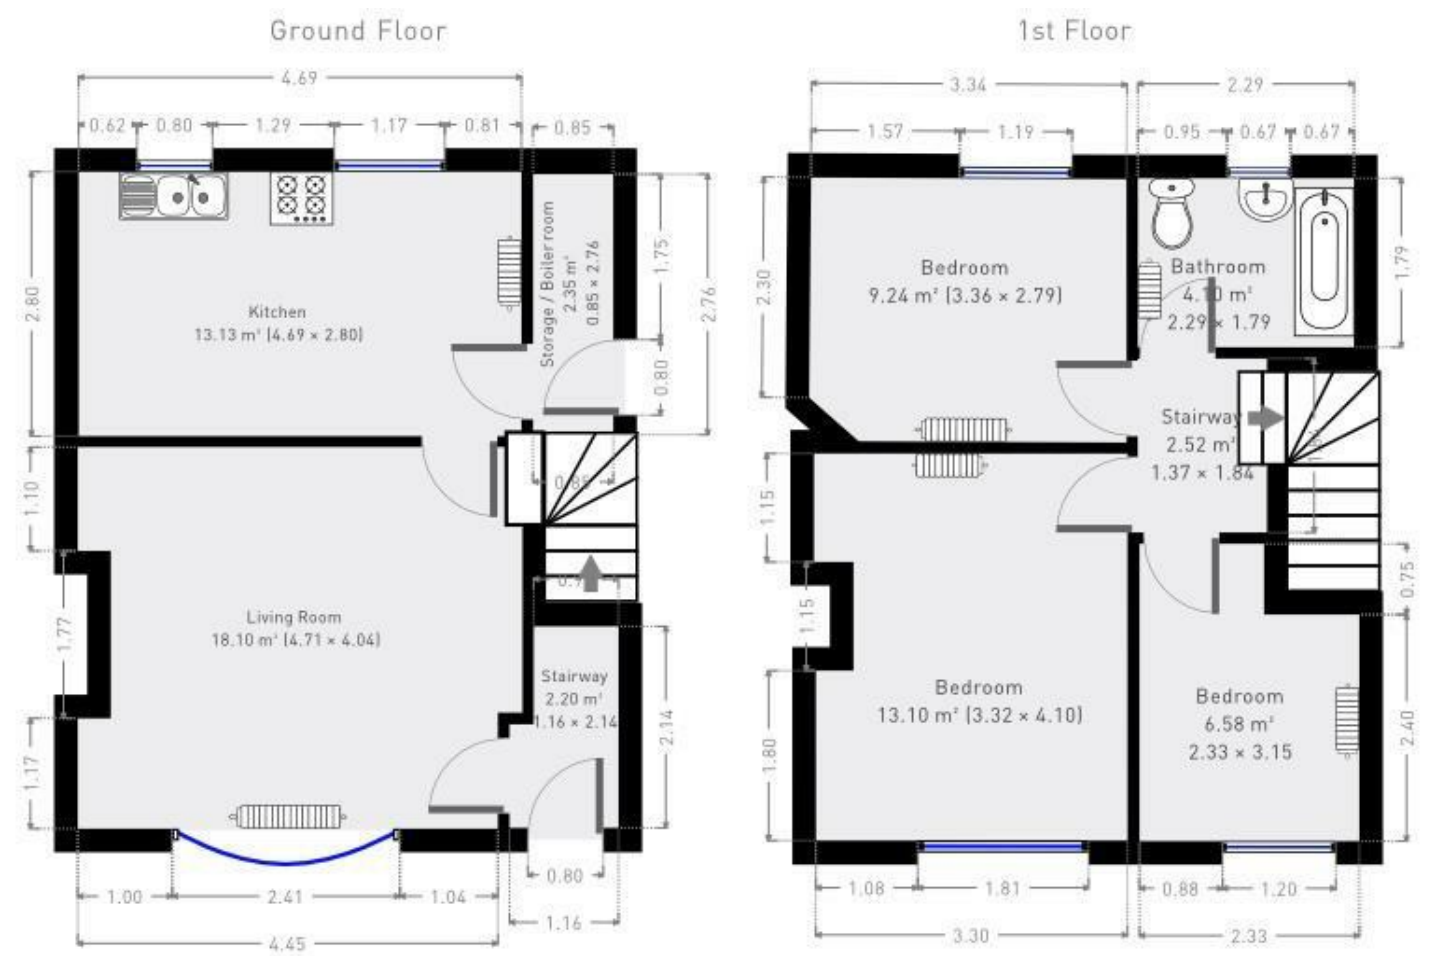 Ground Floor
4.69
0.62 0.80 1.29 1.17 0.81 0.85
2.80
Kitchen
13.13 m² (4.69 × 2.80)
Storage / Boiler room
2.35 m²
0.85 × 2.76
1.75
2.76
0.80
1.10
1.77
1.17
Living Room
18.10 m² (4.71 × 4.04)
0.85
Stairway
2.20 m²
1.16 × 2.14
2.14
0.80
1.00 2.41 1.04
1.16
4.45
1st Floor
3.34 2.29
1.57 1.19 0.95 0.67 0.67
2.30
Bedroom
9.24 m² (3.36 × 2.79)
Bathroom
4.10 m²
2.29 × 1.79
1.79
Stairway
2.52 m²
1.37 × 1.84
1.15
1.15
1.80
Bedroom
13.10 m² (3.32 × 4.10)
Bedroom
6.58 m²
2.33 × 3.15
0.75
2.40
1.08 1.81 0.88 1.20
3.30 2.33